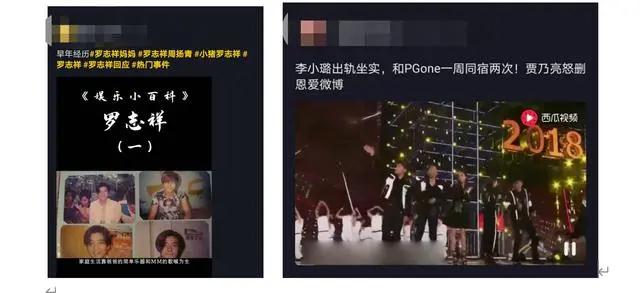 早年经历#罗志祥妈妈 #罗志祥周扬青 #小猪罗志祥 #
罗志祥 #罗志祥回应 #热门事件
《娱乐小百科》
罗志祥
（一）
家庭生活靠爸爸的简单乐器和MM的歌喉为生
李小璐出轨坐实，和PGone一周同宿两次！贾乃亮怒删
恩爱微博
西瓜视频
2018